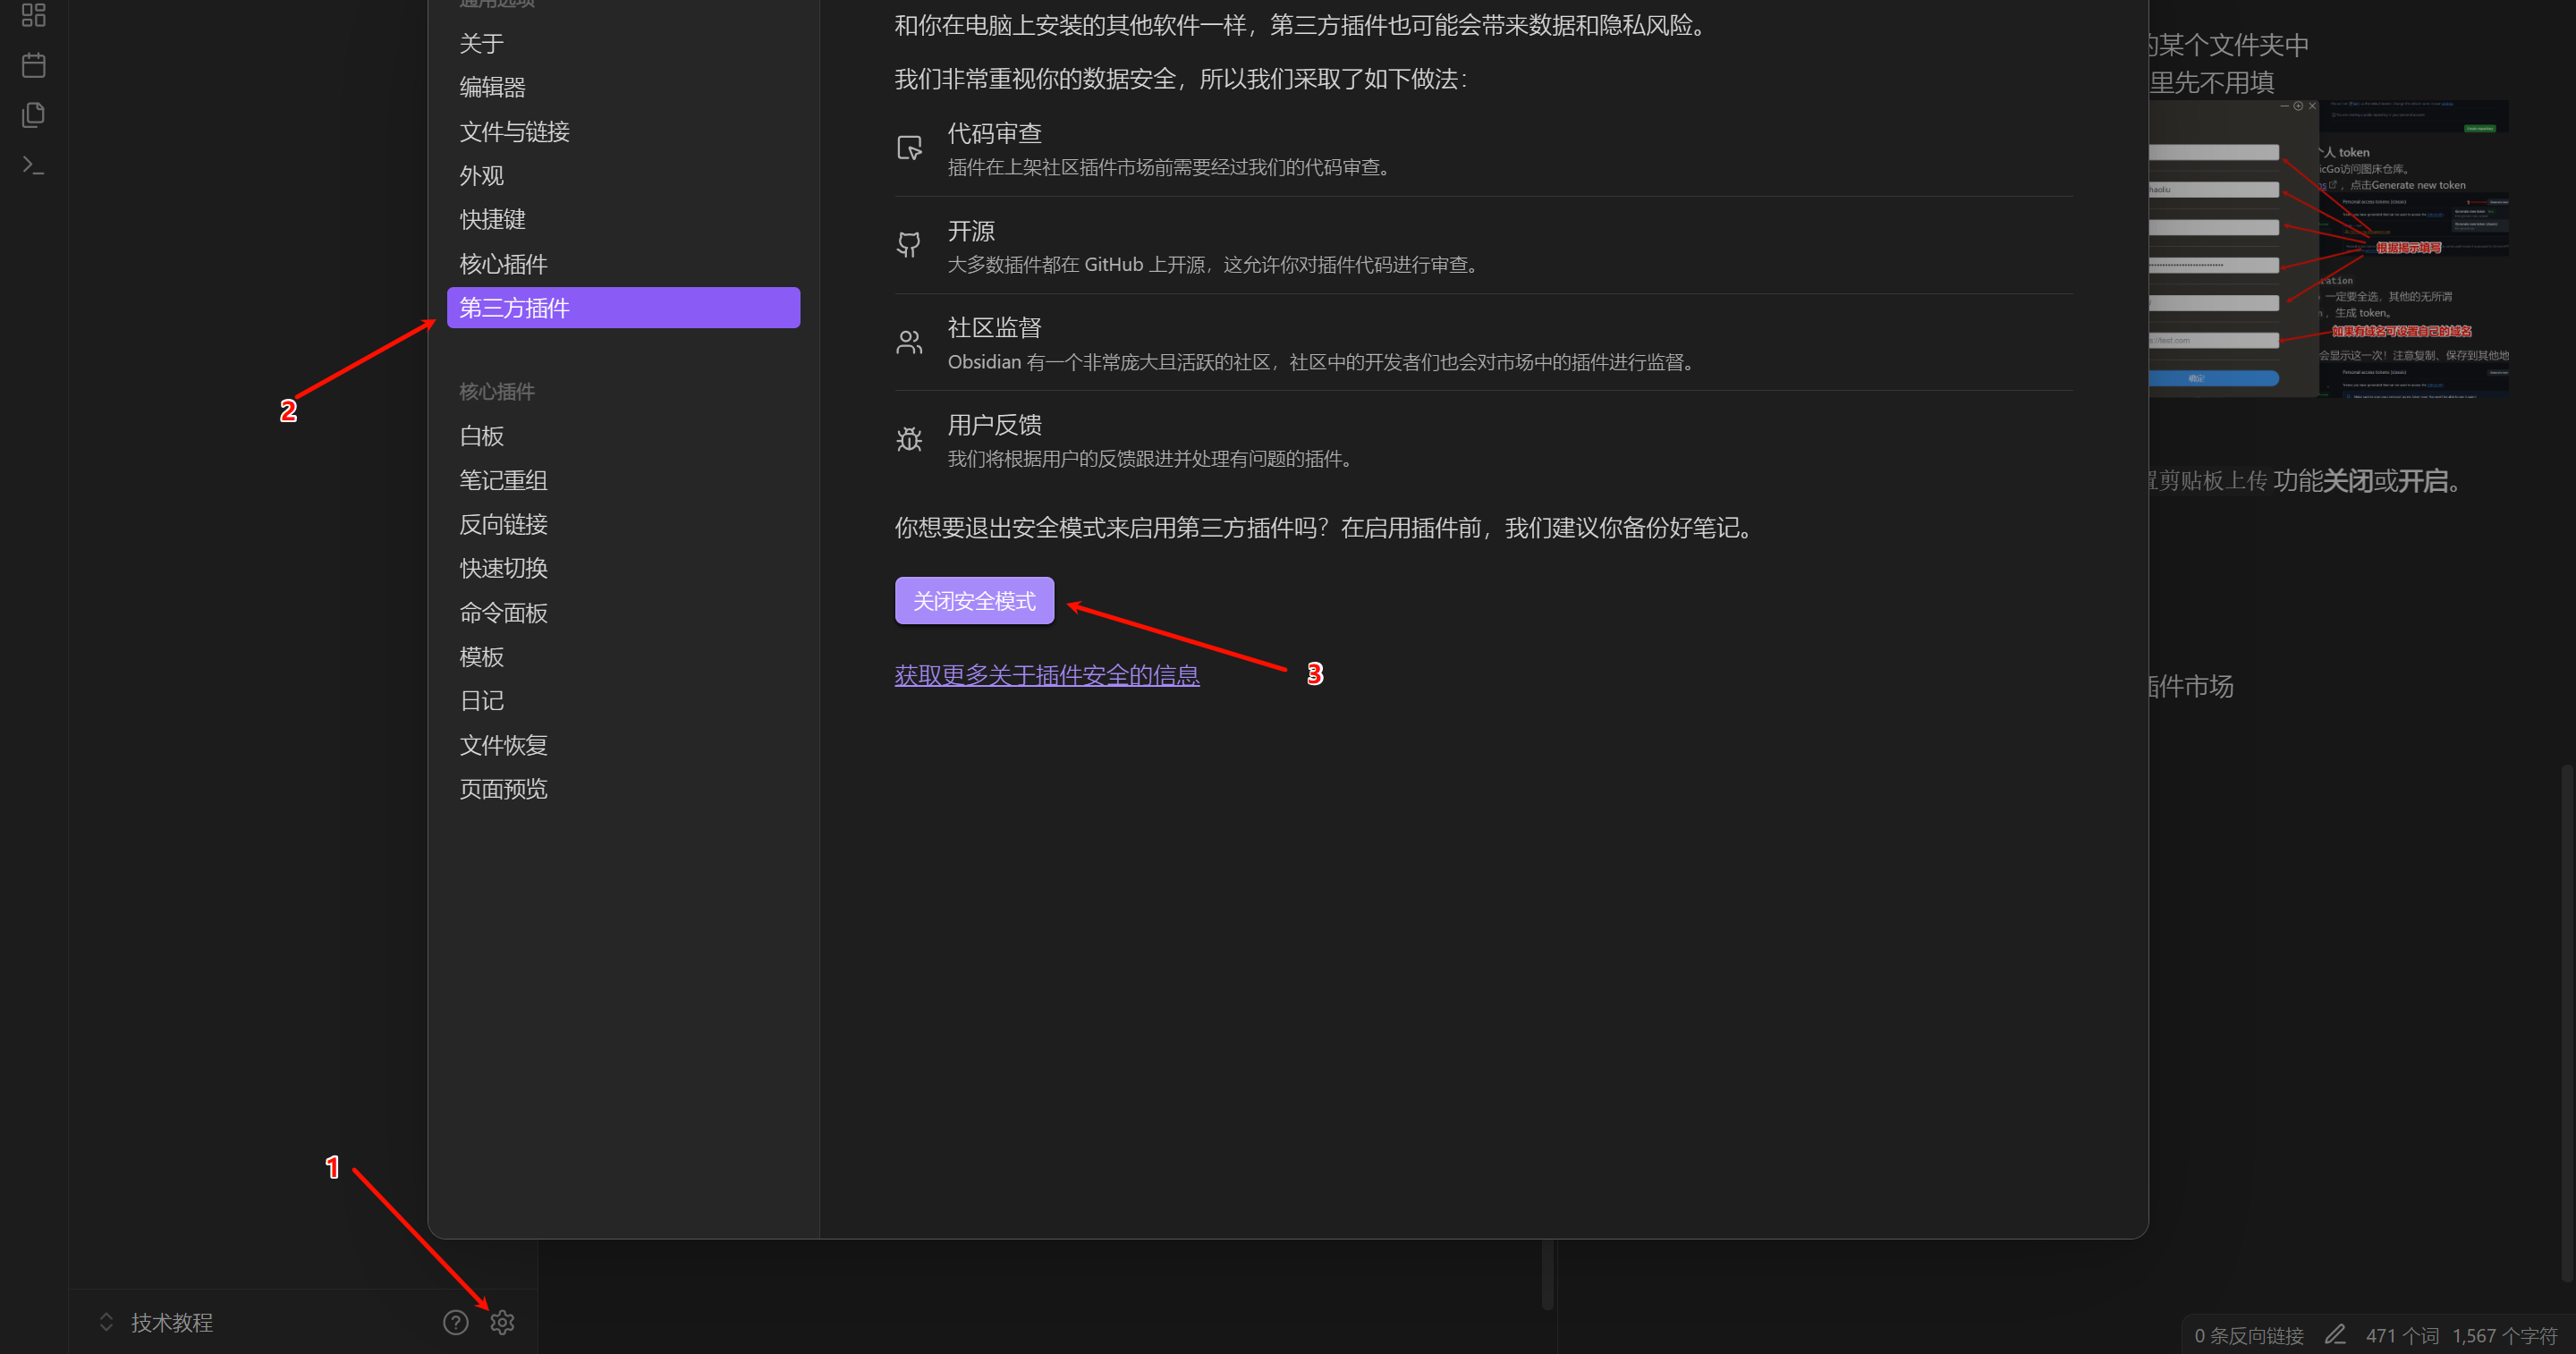 通用选项
关于
编辑器
文件与链接
外观
快捷键
核心插件
第三方插件
2
核心插件
白板
笔记重组
反向链接
快速切换
命令面板
模板
日记
文件恢复
页面预览
1
技术教程
和你在电脑上安装的其他软件一样，第三方插件也可能会带来数据和隐私风险。
我们非常重视你的数据安全，所以我们采取了如下做法：
代码审查
插件在上架社区插件市场前需要经过我们的代码审查。
开源
大多数插件都在 GitHub 上开源，这允许你对插件代码进行审查。
社区监督
Obsidian 有一个非常庞大且活跃的社区，社区中的开发者们也会对市场中的插件进行监督。
用户反馈
我们将根据用户的反馈跟进并处理有问题的插件。
你想要退出安全模式来启用第三方插件吗？在启用插件前，我们建议你备份好笔记。
关闭安全模式
3
获取更多关于插件安全的信息
的某个文件夹中
里先不用填
个人 token
icGo访问图床仓库。
，点击Generate new token
haoliu
Personal access tokens (classic)
根据提示填写
ration
一定要全选，其他的无所谓
，生成 token。
如果有域名可设置自己的域名
s://test.com
会显示这一次！注意复制、保存到其他地
确定
Personal access tokens (classic)
置剪贴板上传 功能关闭或开启。
插件市场
0 条反向链接
471 个词
1,567 个字符